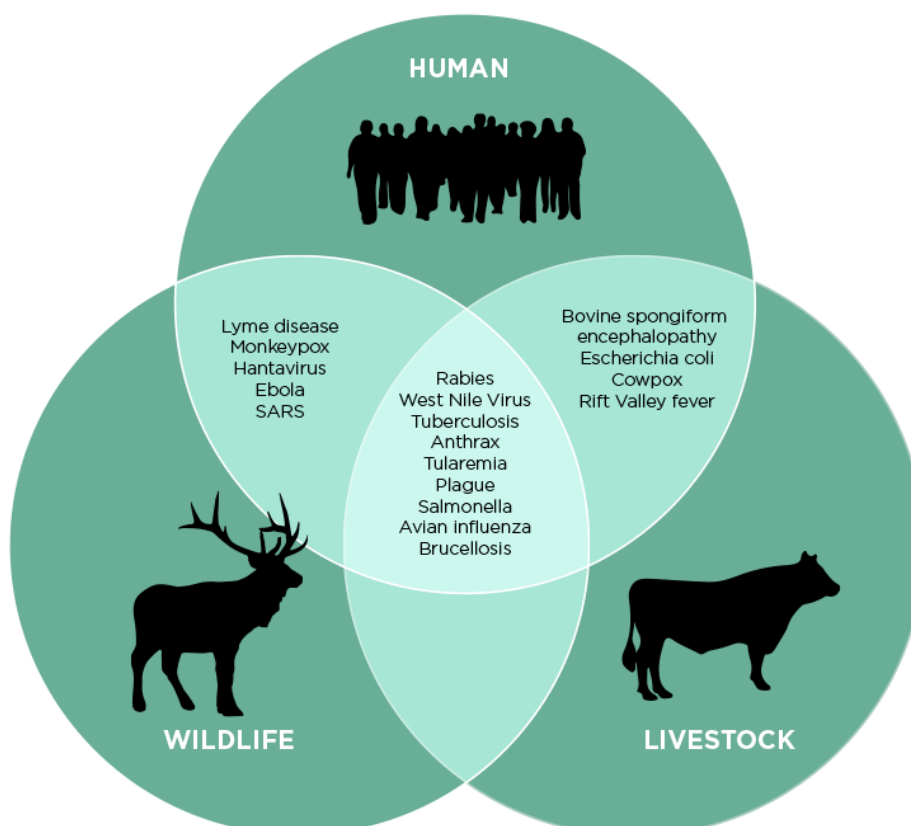 HUMAN
Lyme disease
Monkeypox
Hantavirus
Ebola
SARS
Rabies
West Nile Virus
Tuberculosis
Anthrax
Tularemia
Plague
Salmonella
Avian influenza
Brucellosis
Bovine spongiform
encephalopathy
Escherichia coli
Cowpox
Rift Valley fever
WILDLIFE
LIVESTOCK